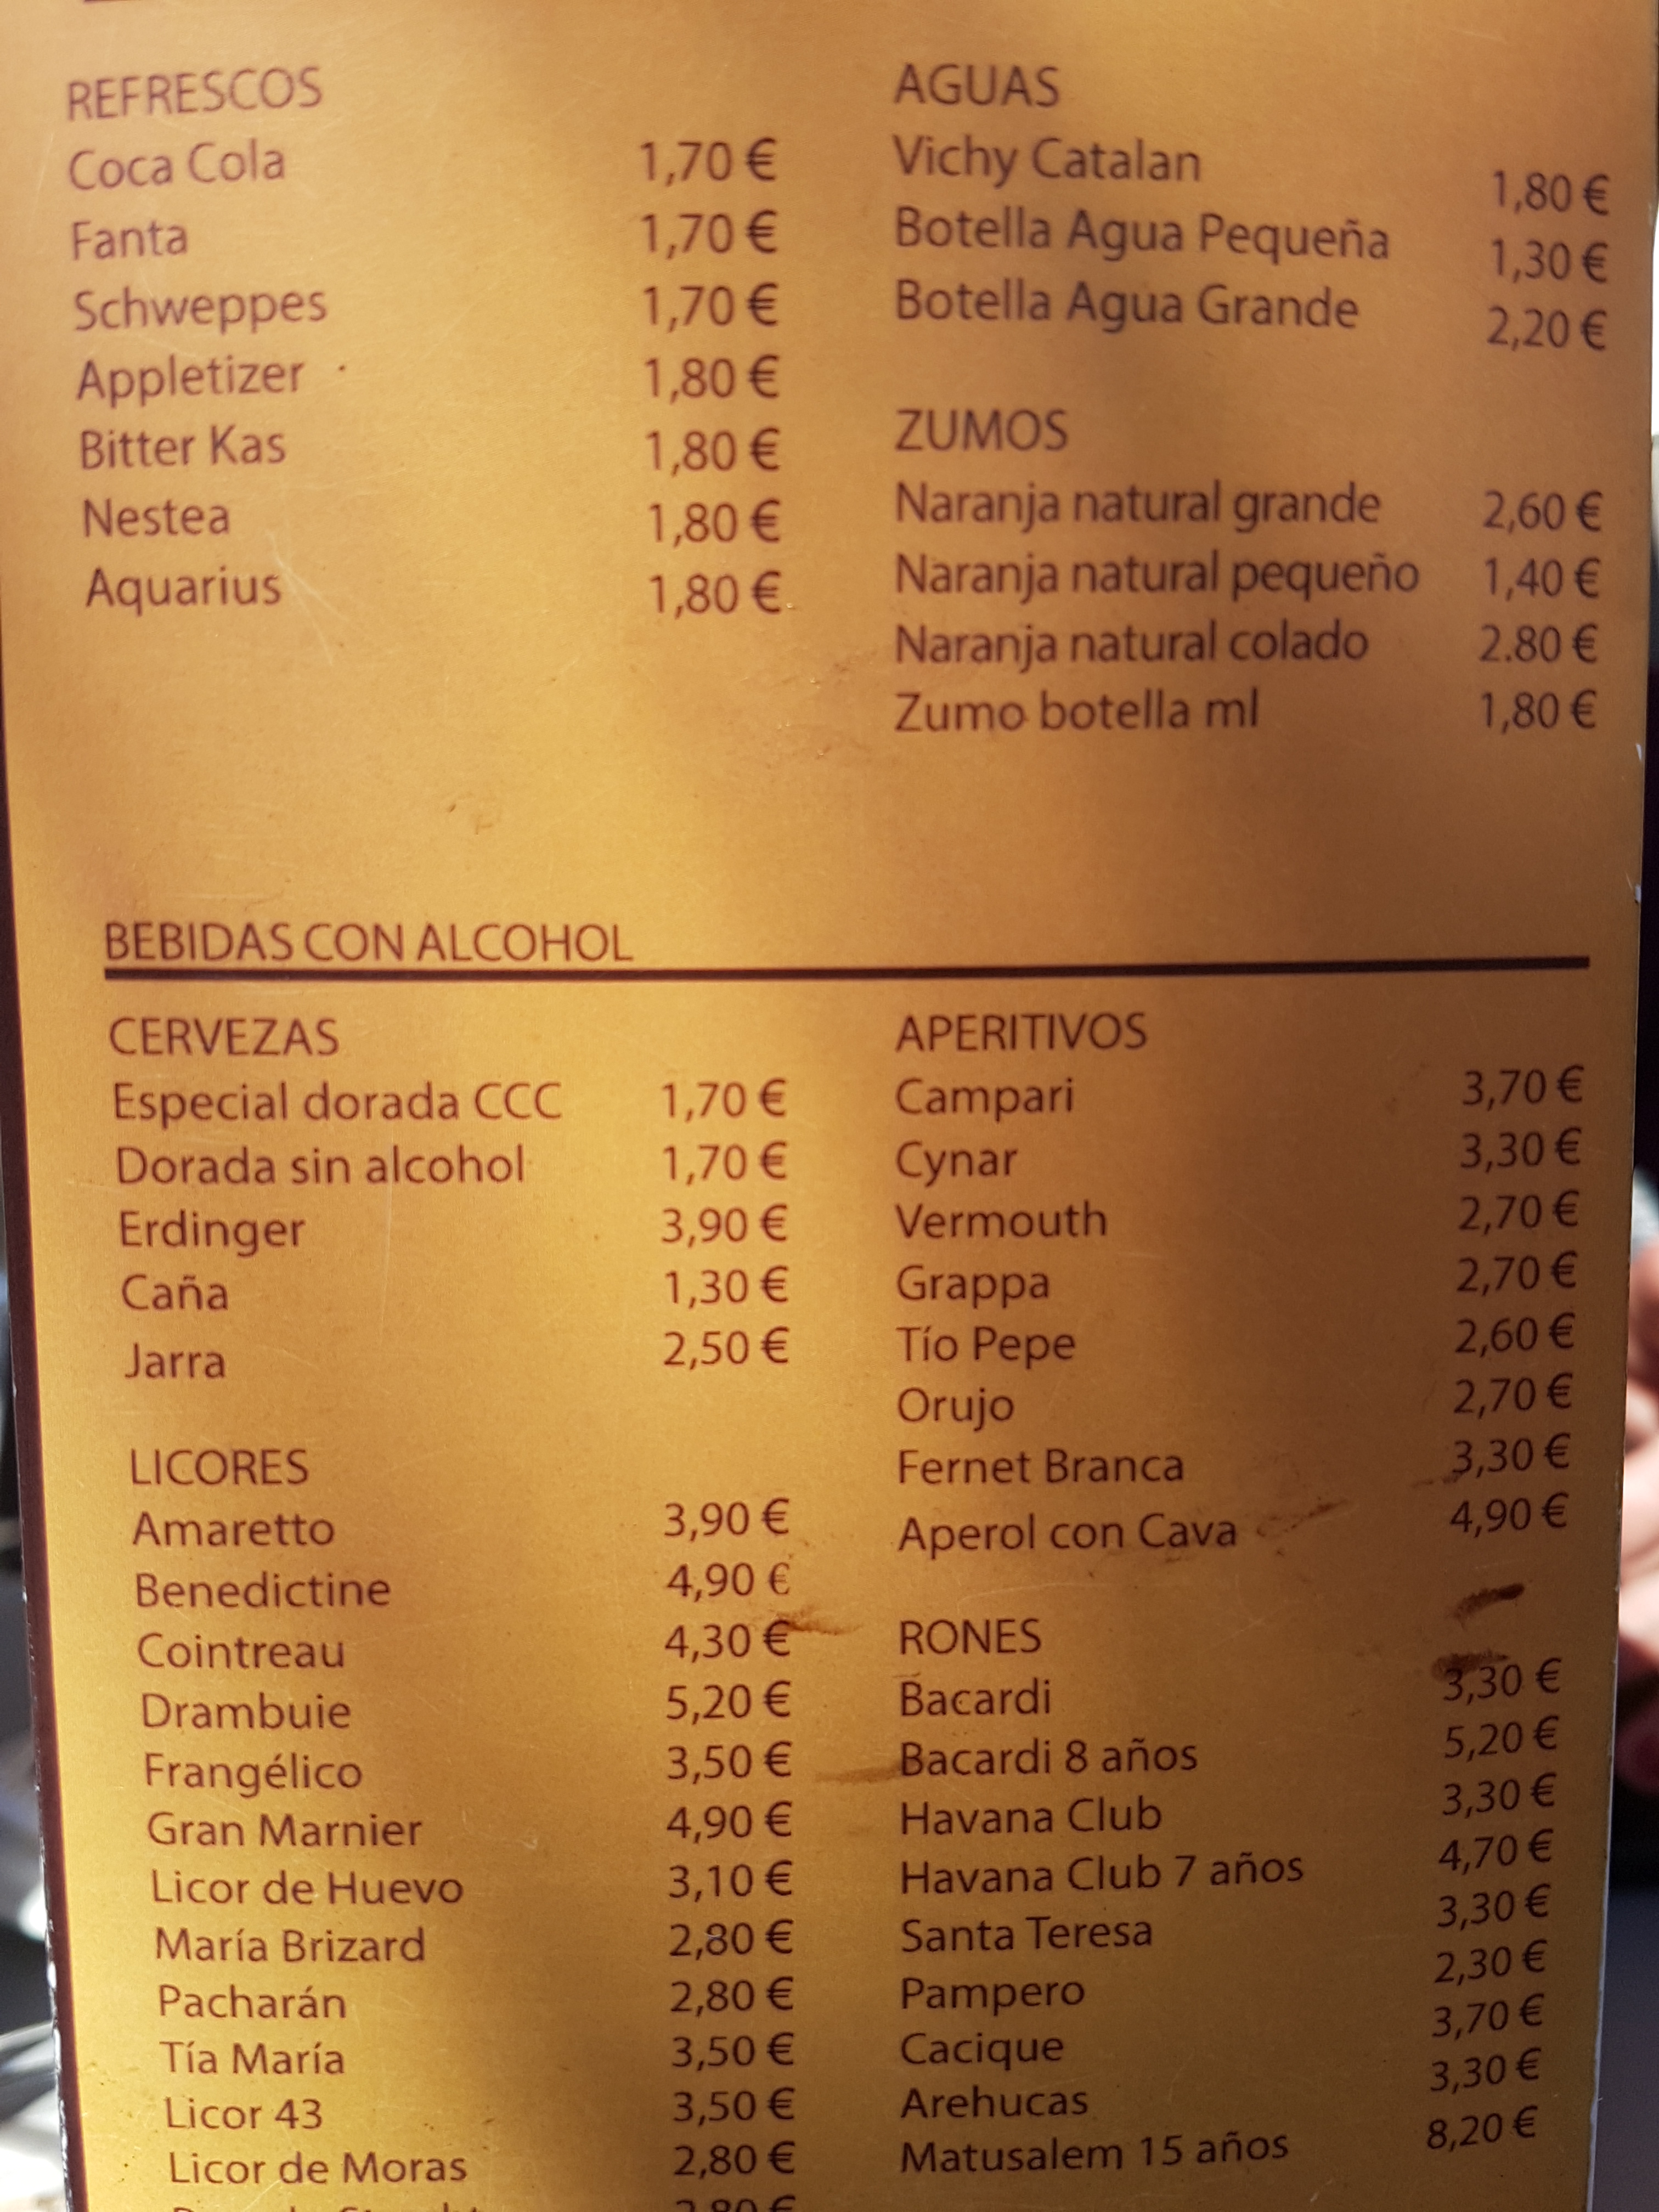 REFRESCOS
Coca Cola 1,70 €
Fanta 1,70 €
Schweppes 1,70 €
Appletizer 1,80 €
Bitter Kas 1,80 €
Nestea 1,80 €
Aquarius 1,80 €
AGUAS
Vichy Catalan 1,80 €
Botella Agua Pequeña 1,30 €
Botella Agua Grande 2,20 €
ZUMOS
Naranja natural grande 2,60 €
Naranja natural pequeño 1,40 €
Naranja natural colado 2.80 €
Zumo botella ml 1,80 €
BEBIDAS CON ALCOHOL
CERVEZAS
Especial dorada CCC 1,70 €
Dorada sin alcohol 1,70 €
Erdinger 3,90 €
Caña 1,30 €
Jarra 2,50 €
LICORES
Amaretto 3,90 €
Benedictine 4,90 €
Cointreau 4,30 €
Drambuie 5,20 €
Frangélico 3,50 €
Gran Marnier 4,90 €
Licor de Huevo 3,10 €
María Brizard 2,80 €
Pacharán 2,80 €
Tía María 3,50 €
Licor 43 3,50 €
Licor de Moras 2,80 €
2,80 €
APERITIVOS
Campari 3,70 €
Cynar 3,30 €
Vermouth 2,70 €
Grappa 2,70 €
Tío Pepe 2,60 €
Orujo 2,70 €
Fernet Branca 3,30 €
Aperol con Cava 4,90 €
RONES
Bacardi 3,30 €
Bacardi 8 años 5,20 €
Havana Club 3,30 €
Havana Club 7 años 4,70 €
Santa Teresa 3,30 €
Pampero 2,30 €
Cacique 3,70 €
Arehucas 3,30 €
Matusalem 15 años 8,20 €